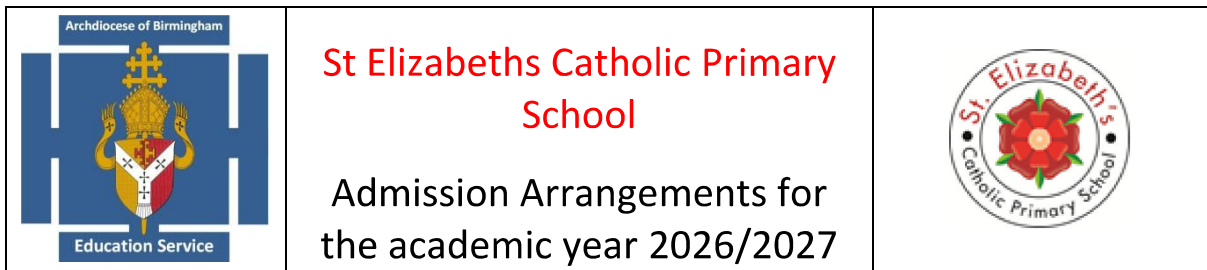 Archdiocese of Birmingham
Education Service
St Elizabeths Catholic Primary
School
Admission Arrangements for
the academic year 2026/2027
St. Elizabeth's
Catholic Primary School